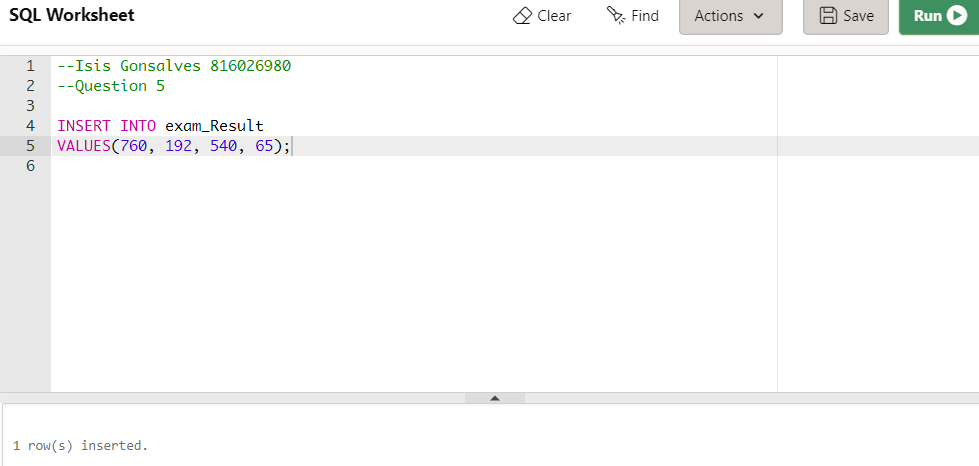 SQL Worksheet
Clear
Find
Actions
Save
Run
1 --Isis Gonsalves 816026980
2 --Question 5
3
4 INSERT INTO exam_Result
5 VALUES(760, 192, 540, 65);
6
1 row(s) inserted.